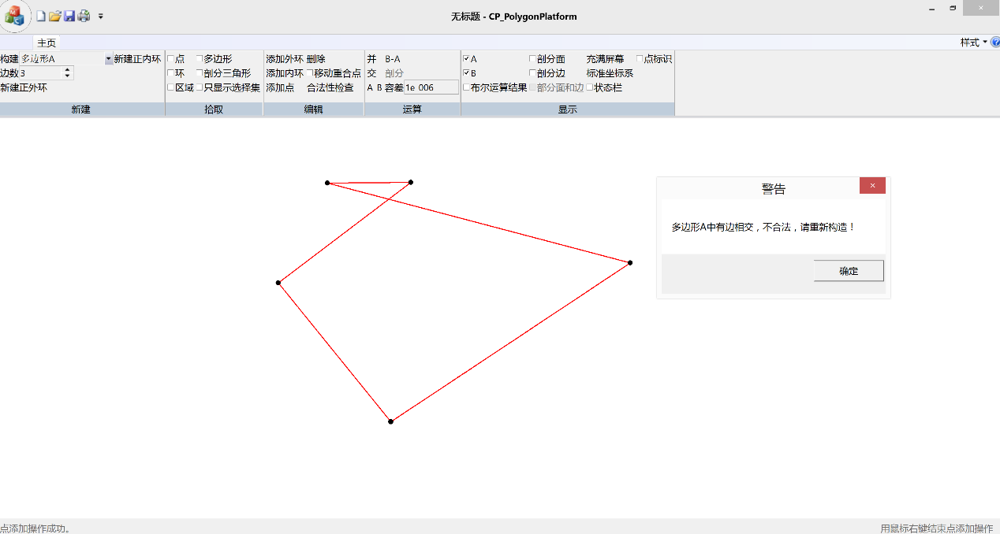 无标题 - CP_PolygonPlatform
主页
样式
构建 多边形A 新建正内环
边数 3
新建正外环
新建
点 多边形
环 剖分三角形
区域 只显示选择集
拾取
添加外环 删除
添加内环 移动重合点
添加点 合法性检查
编辑
并 B-A
交 剖分
A B 容差 1e 006
运算
A 剖分面 充满屏幕 点标识
B 剖分边 标准坐标系
布尔运算结果 部分面和边 状态栏
显示
警告
多边形A中有边相交，不合法，请重新构造！
确定
点添加操作成功。
用鼠标右键结束点添加操作